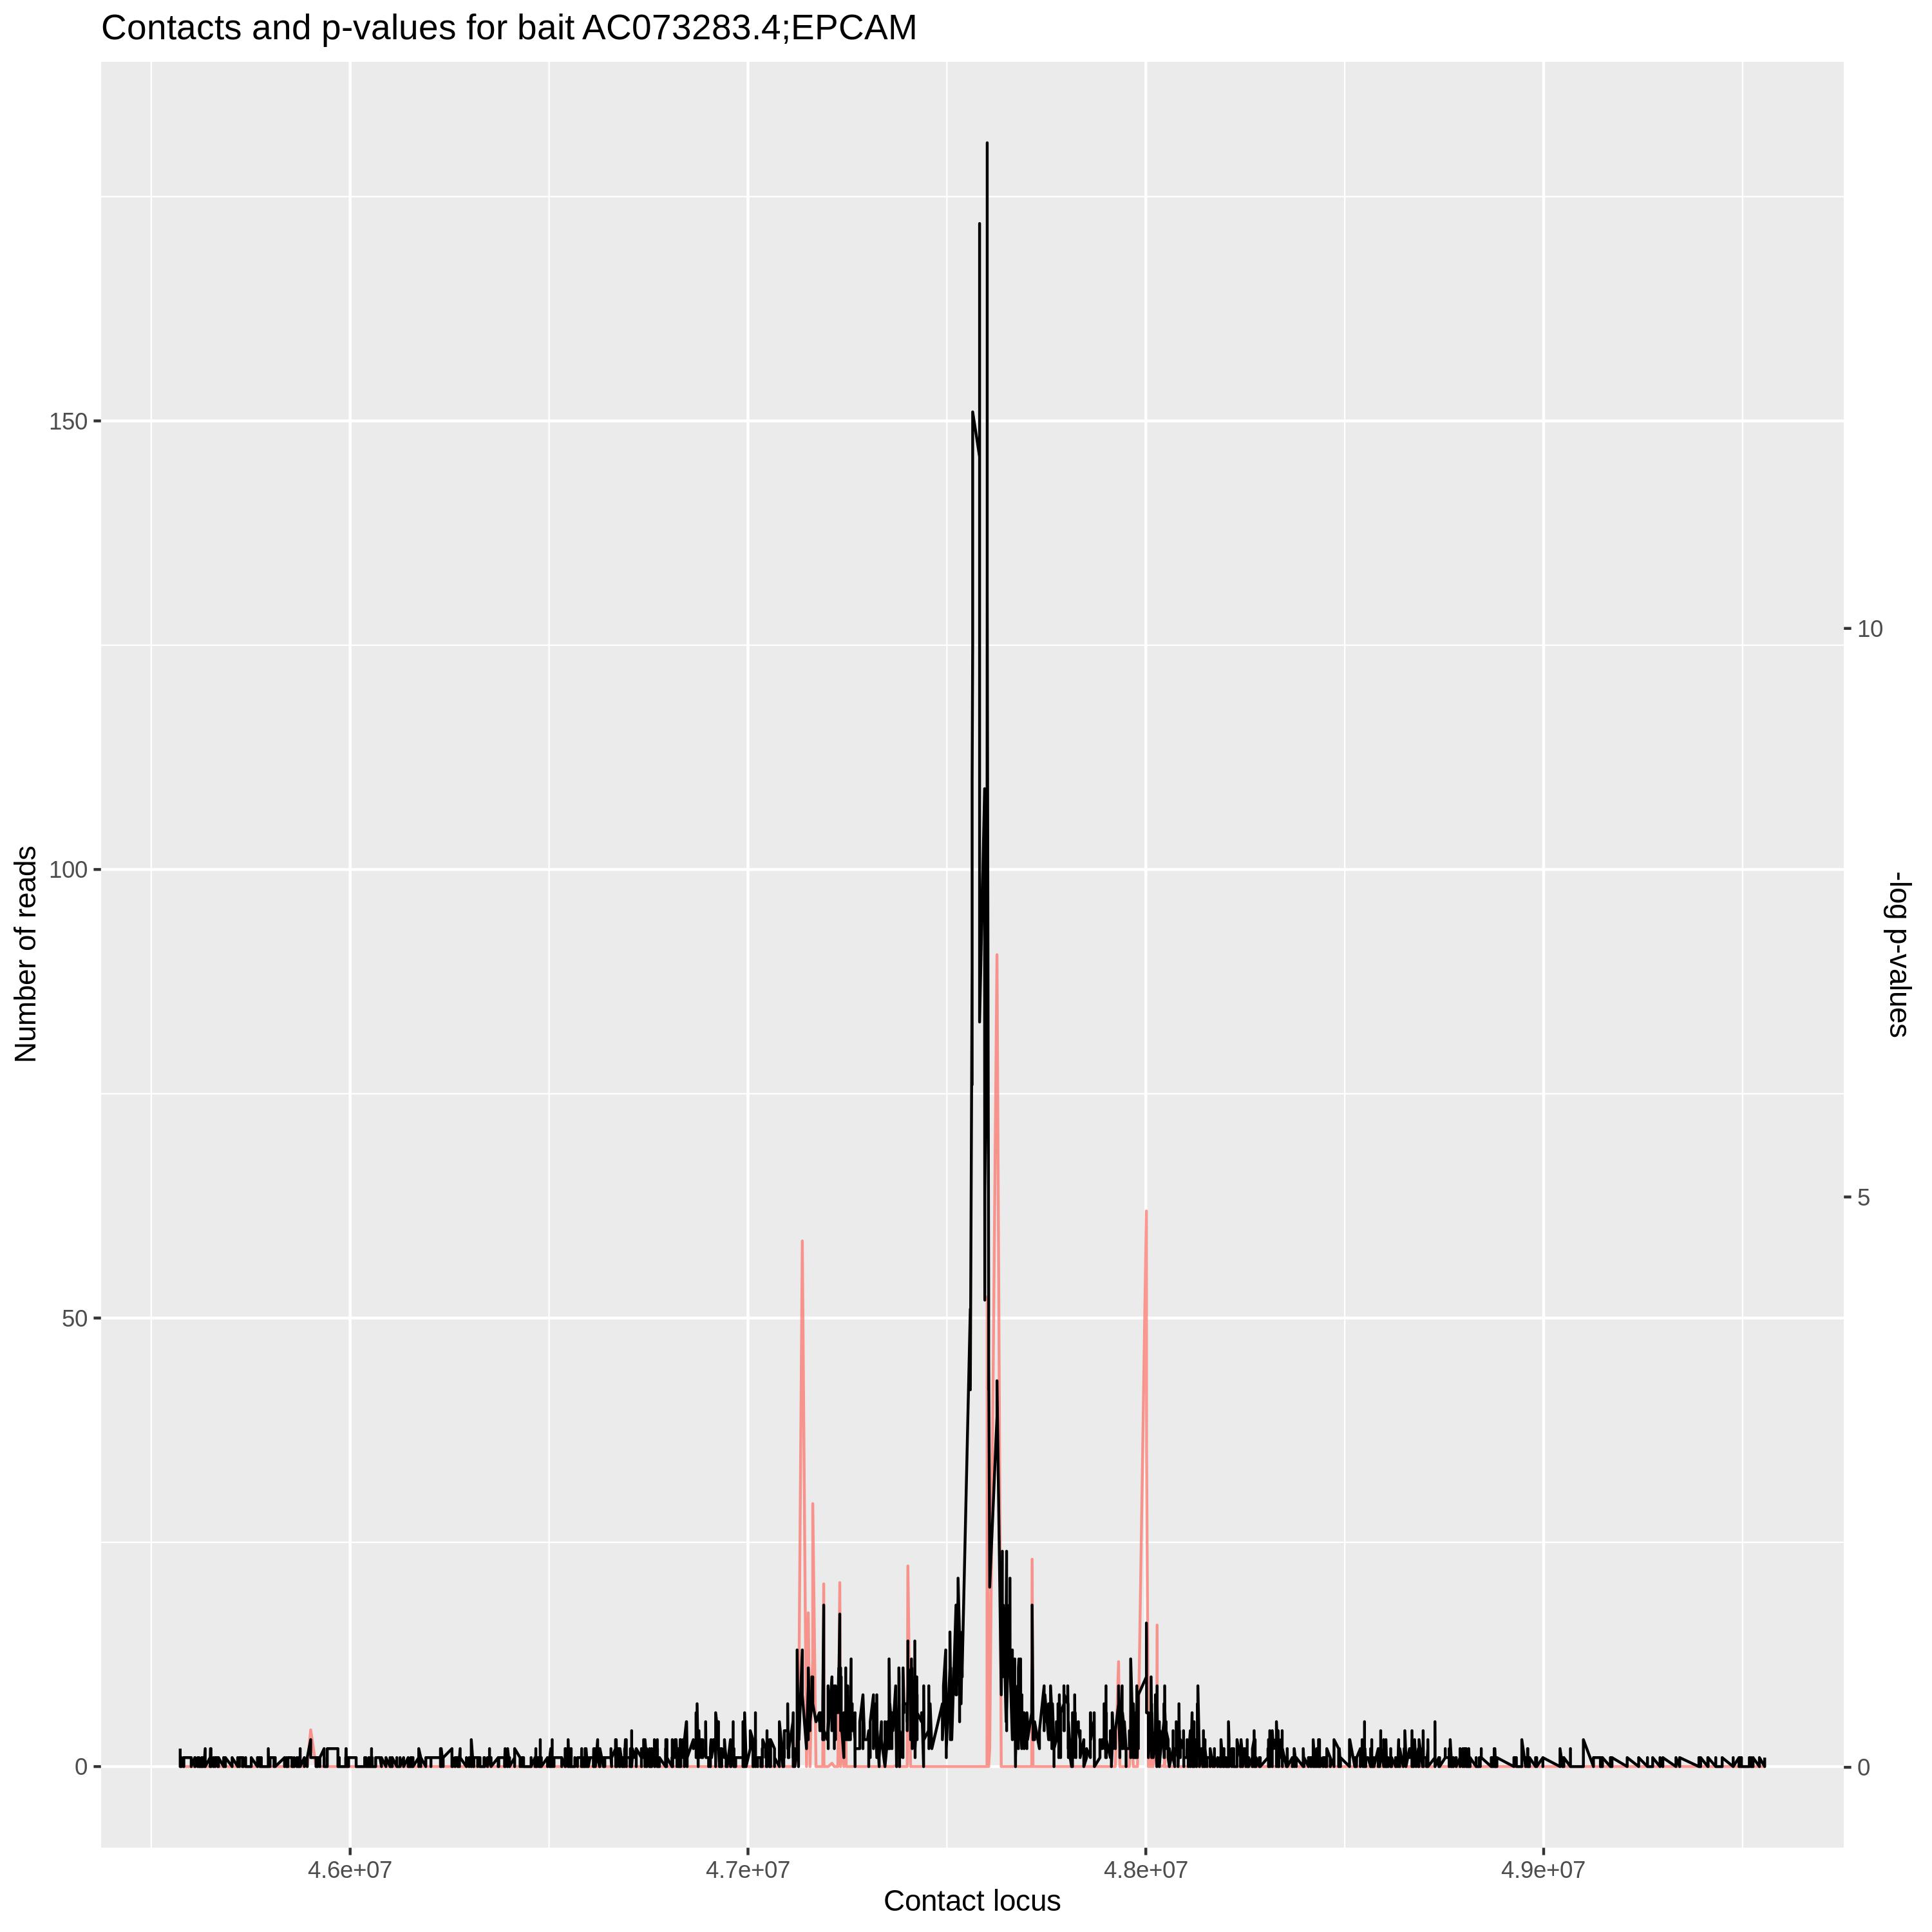 Contacts and p-values for bait AC073283.4;EPCAM
150
100
50
0
Number of reads
10
5
0
-log p-values
4.6e+07
4.7e+07
4.8e+07
4.9e+07
Contact locus